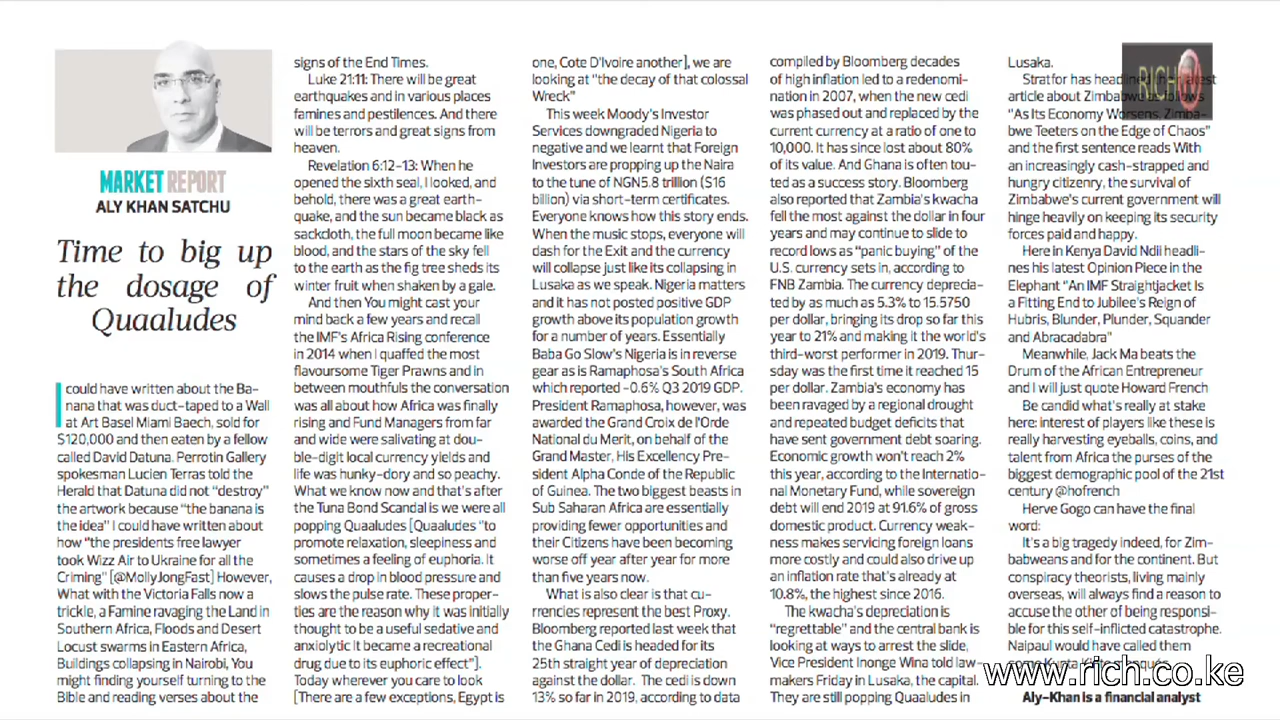 MARKET REPORT
ALY KHAN SATCHU
Time to big up
the dosage of
Quaaludes
I could have written about the Ba-
nana that was duct-taped to a Wall
at Art Basel Miami Baech, sold for
$120,000 and then eaten by a fellow
called David Datuna. Perrotin Gallery
spokesman Lucien Terras told the
Herald that Datuna did not "destroy"
the artwork because "the banana is
the idea" I could have written about
how "the presidents free lawyer
took Wizz Air to Ukraine for all the
Criming" [@MollyJongFast] However,
What with the Victoria Falls now a
trickle, a Famine ravaging the Land in
Southern Africa, Floods and Desert
Locust swarms in Eastern Africa,
Buildings collapsing in Nairobi, You
might finding yourself turning to the
Bible and reading verses about the
signs of the End Times.
Luke 21:11: There will be great
earthquakes and in various places
famines and pestilences. And there
will be terrors and great signs from
heaven.
Revelation 6:12-13: When he
opened the sixth seal, I looked, and
behold, there was a great earth-
quake, and the sun became black as
sackcloth, the full moon became like
blood, and the stars of the sky fell
to the earth as the fig tree sheds its
winter fruit when shaken by a gale.
And then You might cast your
mind back a few years and recall
the IMF's Africa Rising conference
in 2014 when I quaffed the most
flavoursome Tiger Prawns and in
between mouthfuls the conversation
was all about how Africa was finally
rising and Fund Managers from far
and wide were salivating at dou-
ble-digit local currency yields and
life was hunky-dory and so peachy.
What we know now and that's after
the Tuna Bond Scandal is we were all
popping Quaaludes [Quaaludes "to
promote relaxation, sleepiness and
sometimes a feeling of euphoria. It
causes a drop in blood pressure and
slows the pulse rate. These proper-
ties are the reason why it was initially
thought to be a useful sedative and
anxiolytic it became a recreational
drug due to its euphoric effect"].
Today wherever you care to look
[There are a few exceptions, Egypt is
one, Cote D'Ivoire another], we are
looking at "the decay of that colossal
Wreck"
This week Moody's Investor
Services downgraded Nigeria to
negative and we learnt that Foreign
Investors are propping up the Naira
to the tune of NGN5.8 trillion ($16
billion) via short-term certificates.
Everyone knows how this story ends.
When the music stops, everyone will
dash for the Exit and the currency
will collapse just like its collapsing in
Lusaka as we speak. Nigeria matters
and it has not posted positive GDP
growth above its population growth
for a number of years. Essentially
Baba Go Slow's Nigeria is in reverse
gear as is Ramaphosa's South Africa
which reported -0.6% Q3 2019 GDP.
President Ramaphosa, however, was
awarded the Grand Croix de l'Orde
National du Merit, on behalf of the
Grand Master, His Excellency Pre-
sident Alpha Conde of the Republic
of Guinea. The two biggest beasts in
Sub Saharan Africa are essentially
providing fewer opportunities and
their Citizens have been becoming
worse off year after year for more
than five years now.
What is also clear is that cu-
rrencies represent the best Proxy.
Bloomberg reported last week that
the Ghana Cedi is headed for its
25th straight year of depreciation
against the dollar. The cedi is down
13% so far in 2019, according to data
compiled by Bloomberg decades
of high inflation led to a redenomi-
nation in 2007, when the new cedi
was phased out and replaced by the
current currency at a ratio of one to
10,000. It has since lost about 80%
of its value. And Ghana is often tou-
ted as a success story. Bloomberg
also reported that Zambia's kwacha
fell the most against the dollar in four
years and may continue to slide to
record lows as "panic buying" of the
U.S. currency sets in, according to
FNB Zambia. The currency deprecia-
ted by as much as 5.3% to 15.5750
per dollar, bringing its drop so far this
year to 21% and making it the world's
third-worst performer in 2019. Thur-
sday was the first time it reached 15
per dollar. Zambia's economy has
been ravaged by a regional drought
and repeated budget deficits that
have sent government debt soaring.
Economic growth won't reach 2%
this year, according to the Internatio-
nal Monetary Fund, while sovereign
debt will end 2019 at 91.6% of gross
domestic product. Currency weak-
ness makes servicing foreign loans
more costly and could also drive up
an inflation rate that's already at
10.8%, the highest since 2016.
The kwacha's depreciation is
"regrettable" and the central bank is
looking at ways to arrest the slide,
Vice President Inonge Wina told law-
makers Friday in Lusaka, the capital.
They are still popping Quaaludes in
Lusaka.
Stratfor has headlined their latest
article about Zimbabwe as follows
"As Its Economy Worsens, Zimba-
bwe Teeters on the Edge of Chaos"
and the first sentence reads With
an increasingly cash-strapped and
hungry citizenry, the survival of
Zimbabwe's current government will
hinge heavily on keeping its security
forces paid and happy.
Here in Kenya David Ndii headli-
nes his latest Opinion Piece in the
Elephant "An IMF Straightjacket Is
a Fitting End to Jubilee's Reign of
Hubris, Blunder, Plunder, Squander
and Abracadabra"
Meanwhile, Jack Ma beats the
Drum of the African Entrepreneur
and I will just quote Howard French
Be candid what's really at stake
here: interest of players like these is
really harvesting eyeballs, coins, and
talent from Africa the purses of the
biggest demographic pool of the 21st
century @hofrench
Herve Gogo can have the final
word:
It's a big tragedy indeed, for Zim-
babweans and for the continent. But
conspiracy theorists, living mainly
overseas, will always find a reason to
accuse the other of being responsi-
ble for this self-inflicted catastrophe.
Naipaul would have called them
Aly-Khan is a financial analyst
RICH
www.rich.co.ke